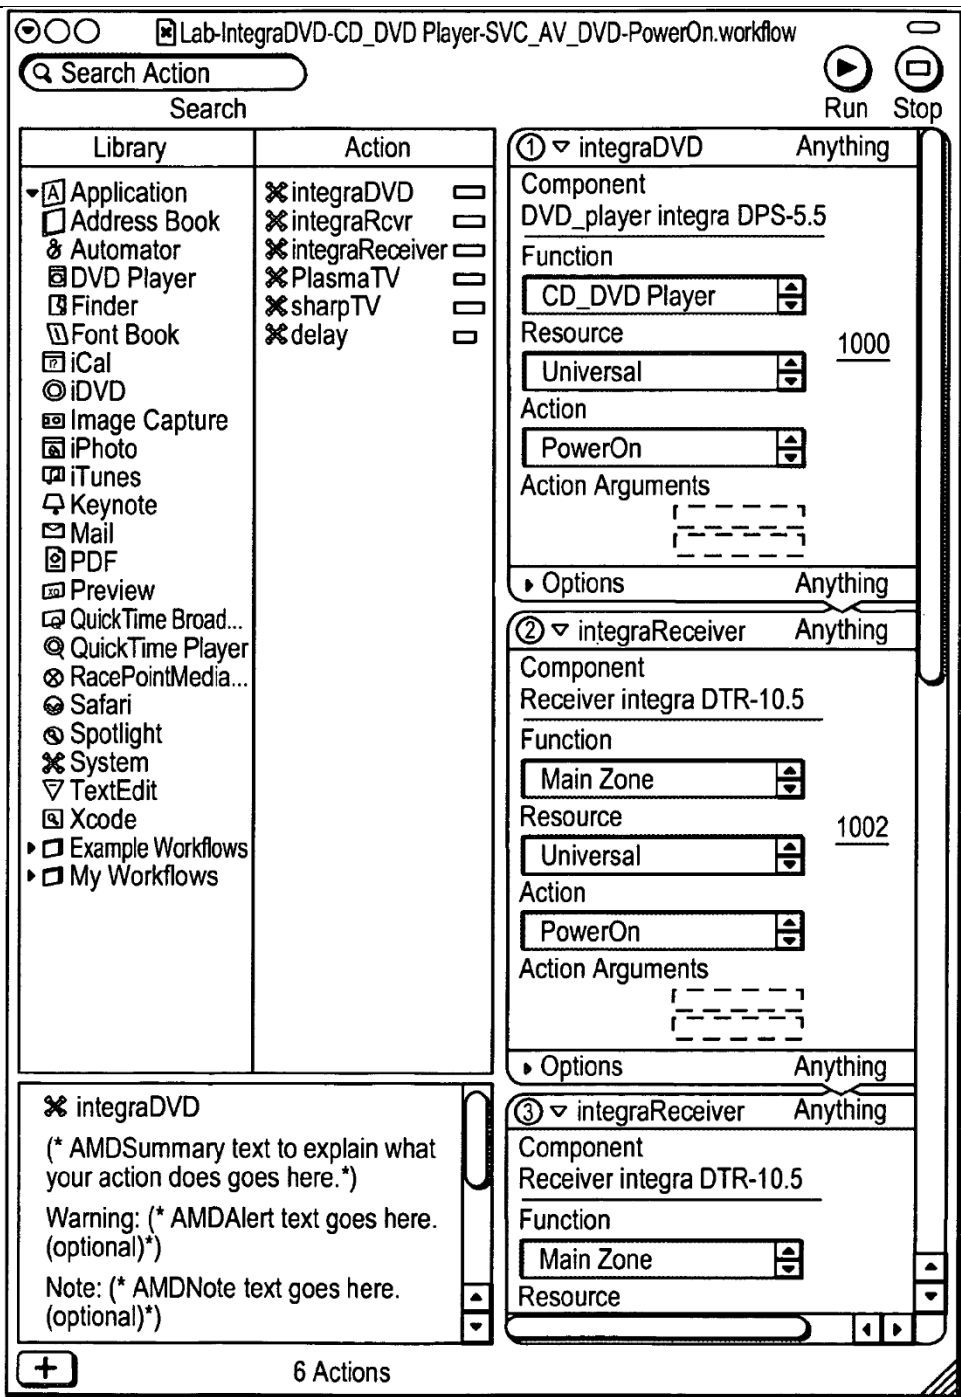 Lab-IntegraDVD-CD_DVD Player-SVC_AV_DVD-PowerOn.workflow
Search Action
Search
Run Stop
Library
Action
Application
Address Book
Automator
DVD Player
Finder
Font Book
iCal
iDVD
Image Capture
iPhoto
iTunes
Keynote
Mail
PDF
Preview
QuickTime Broad...
QuickTime Player
RacePointMedia...
Safari
Spotlight
System
TextEdit
Xcode
Example Workflows
My Workflows
integraDVD
integraRcvr
integraReceiver
PlasmaTV
sharpTV
delay
1 integraDVD Anything
Component
DVD_player integra DPS-5.5
Function
CD_DVD Player
Resource
1000
Universal
Action
PowerOn
Action Arguments
Options Anything
2 integraReceiver Anything
Component
Receiver integra DTR-10.5
Function
Main Zone
Resource
1002
Universal
Action
PowerOn
Action Arguments
Options Anything
3 integraReceiver Anything
Component
Receiver integra DTR-10.5
Function
Main Zone
Resource
integraDVD
(* AMDSummary text to explain what
your action does goes here.*)
Warning: (* AMDAlert text goes here.
(optional)*)
Note: (* AMDNote text goes here.
(optional)*)
6 Actions